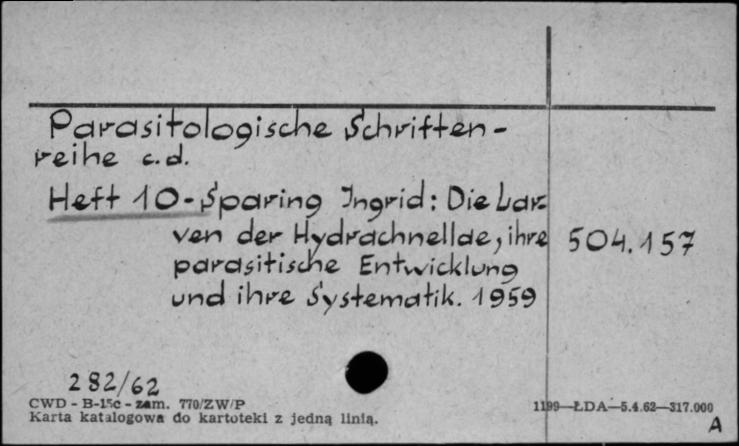 Parasitologische Schriften-
reihe c.d.
Heft 10 - Sparing Ingrid: Die Lar-
ven der Hydrachnellae, ihre 504.157
parasitische Entwicklung
und ihre Systematik. 1959
282/62
CWD - B-15c - zam. 770/ZW/P
1199—ŁDA—5.4.62—317.000
Karta katalogowa do kartoteki z jedną linią.
A